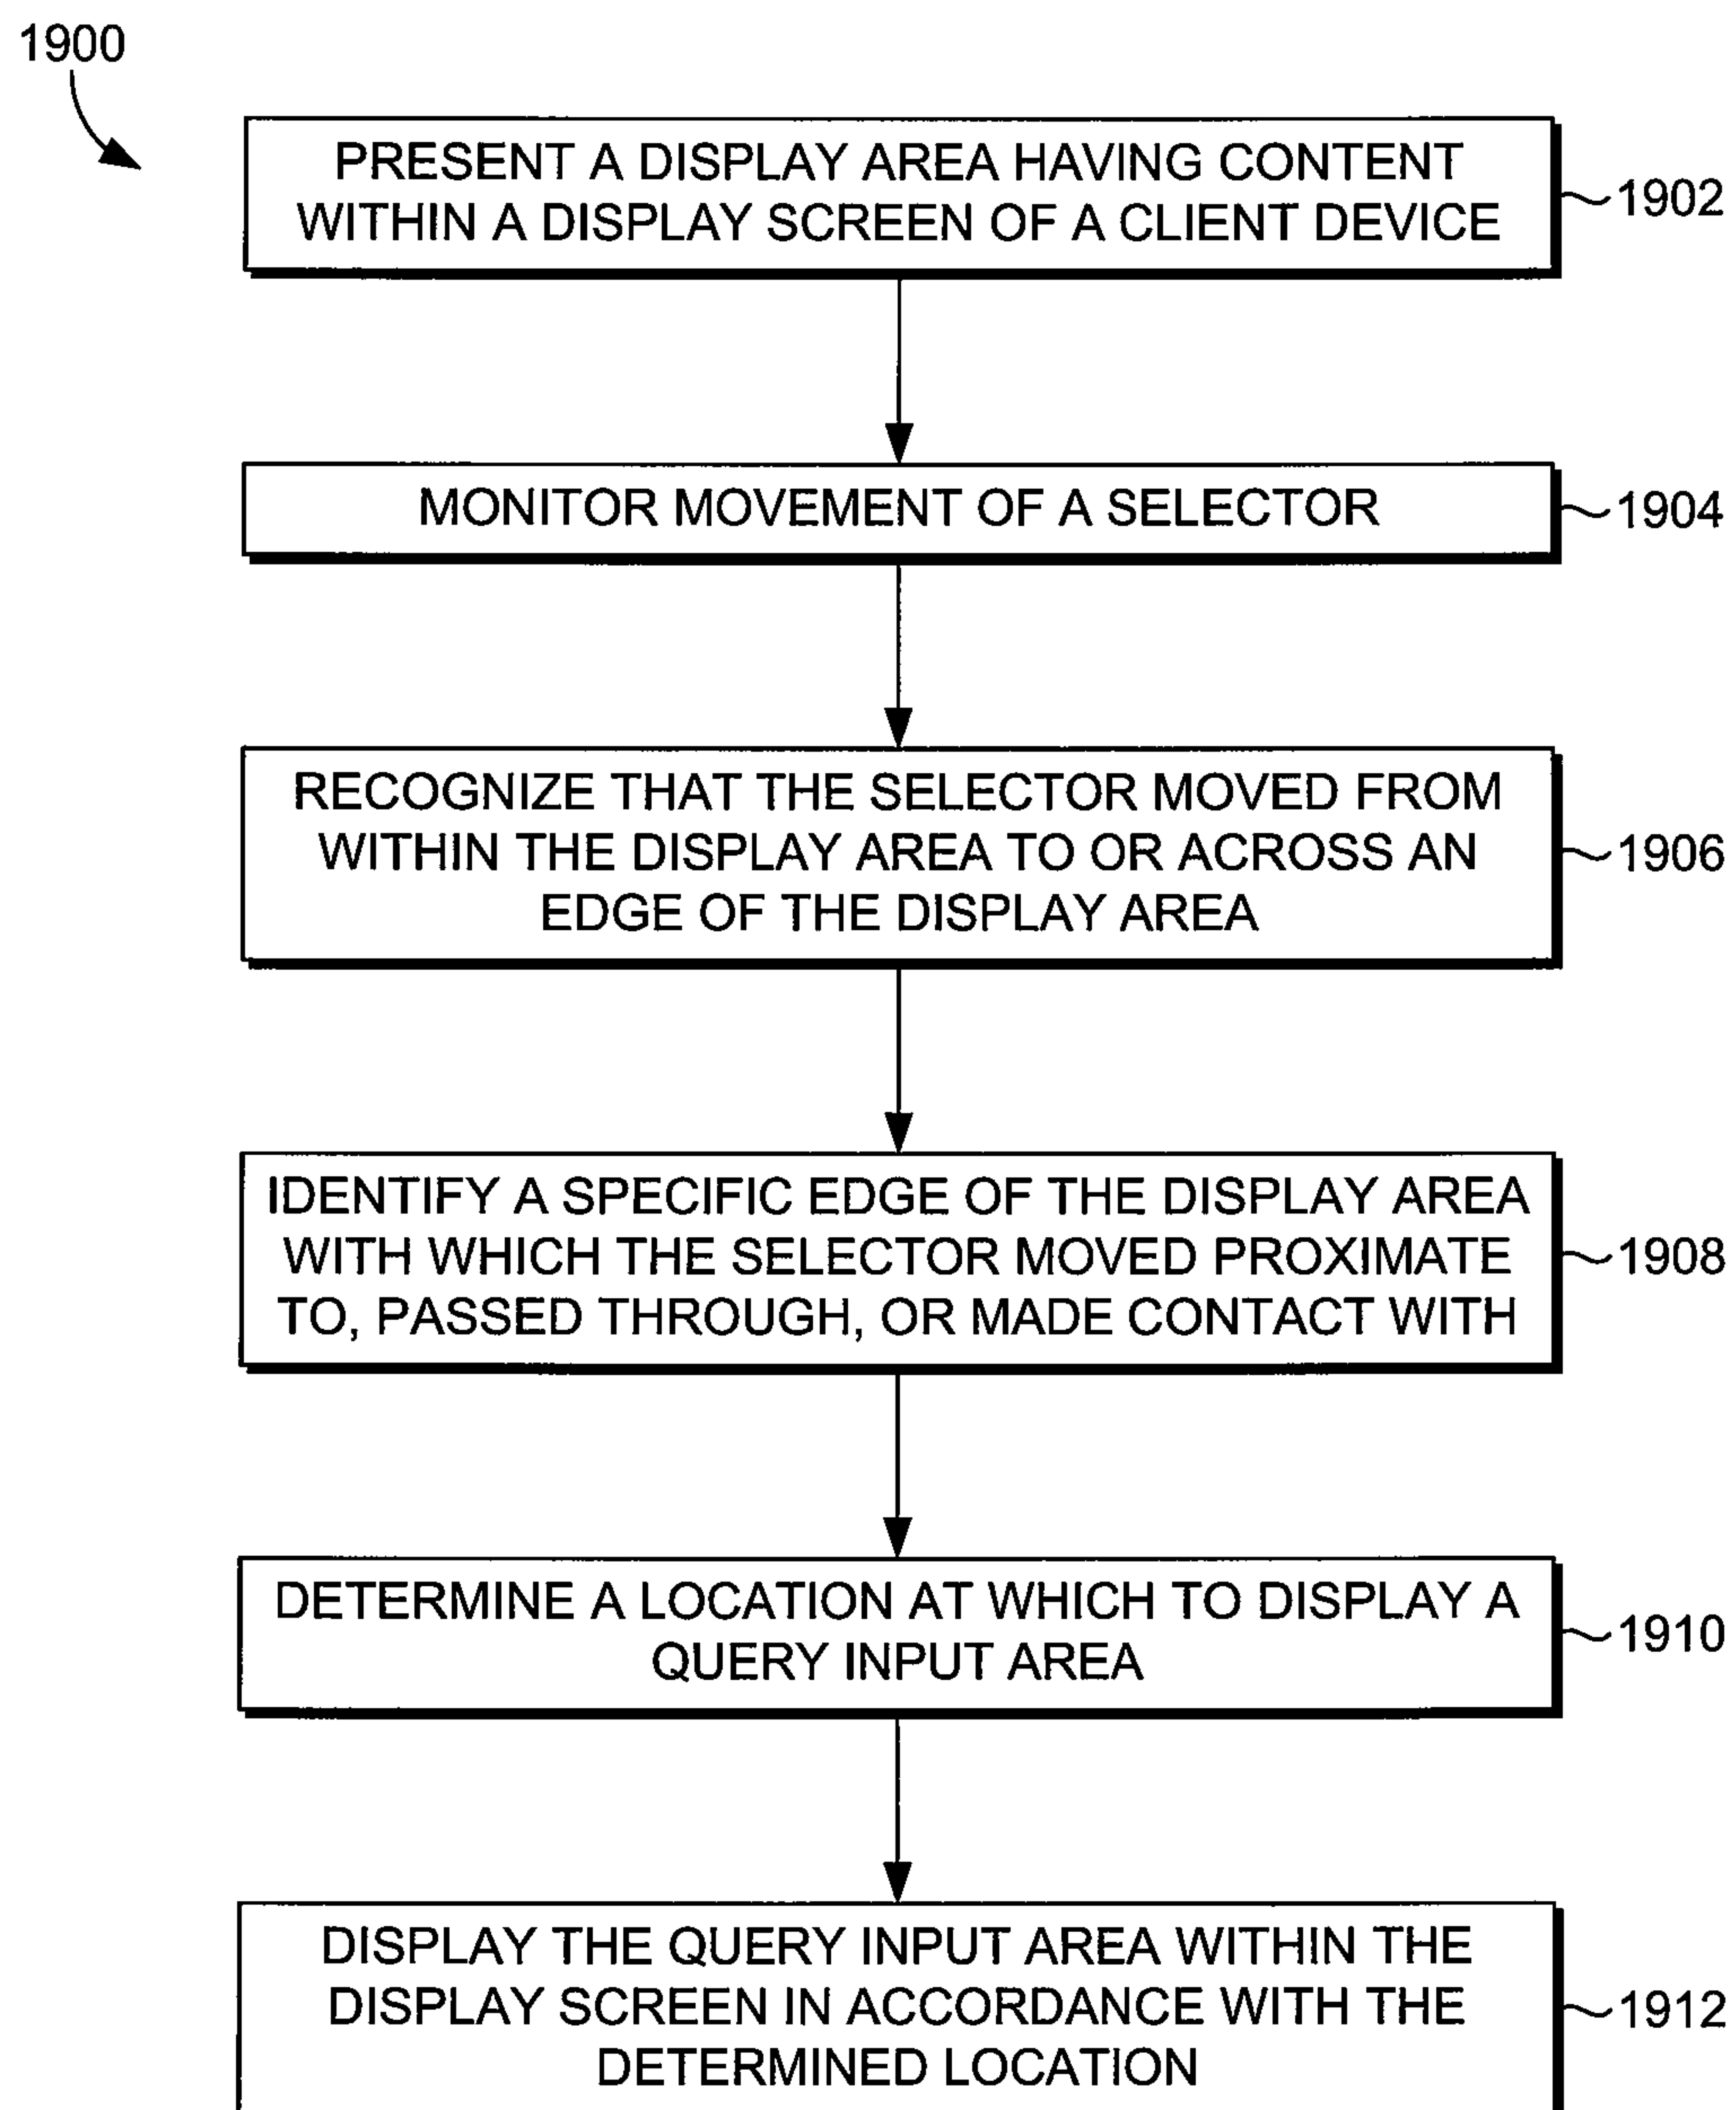 1900
PRESENT A DISPLAY AREA HAVING CONTENT
WITHIN A DISPLAY SCREEN OF A CLIENT DEVICE
1902
MONITOR MOVEMENT OF A SELECTOR
1904
RECOGNIZE THAT THE SELECTOR MOVED FROM
WITHIN THE DISPLAY AREA TO OR ACROSS AN
EDGE OF THE DISPLAY AREA
1906
IDENTIFY A SPECIFIC EDGE OF THE DISPLAY AREA
WITH WHICH THE SELECTOR MOVED PROXIMATE
TO, PASSED THROUGH, OR MADE CONTACT WITH
1908
DETERMINE A LOCATION AT WHICH TO DISPLAY A
QUERY INPUT AREA
1910
DISPLAY THE QUERY INPUT AREA WITHIN THE
DISPLAY SCREEN IN ACCORDANCE WITH THE
DETERMINED LOCATION
1912